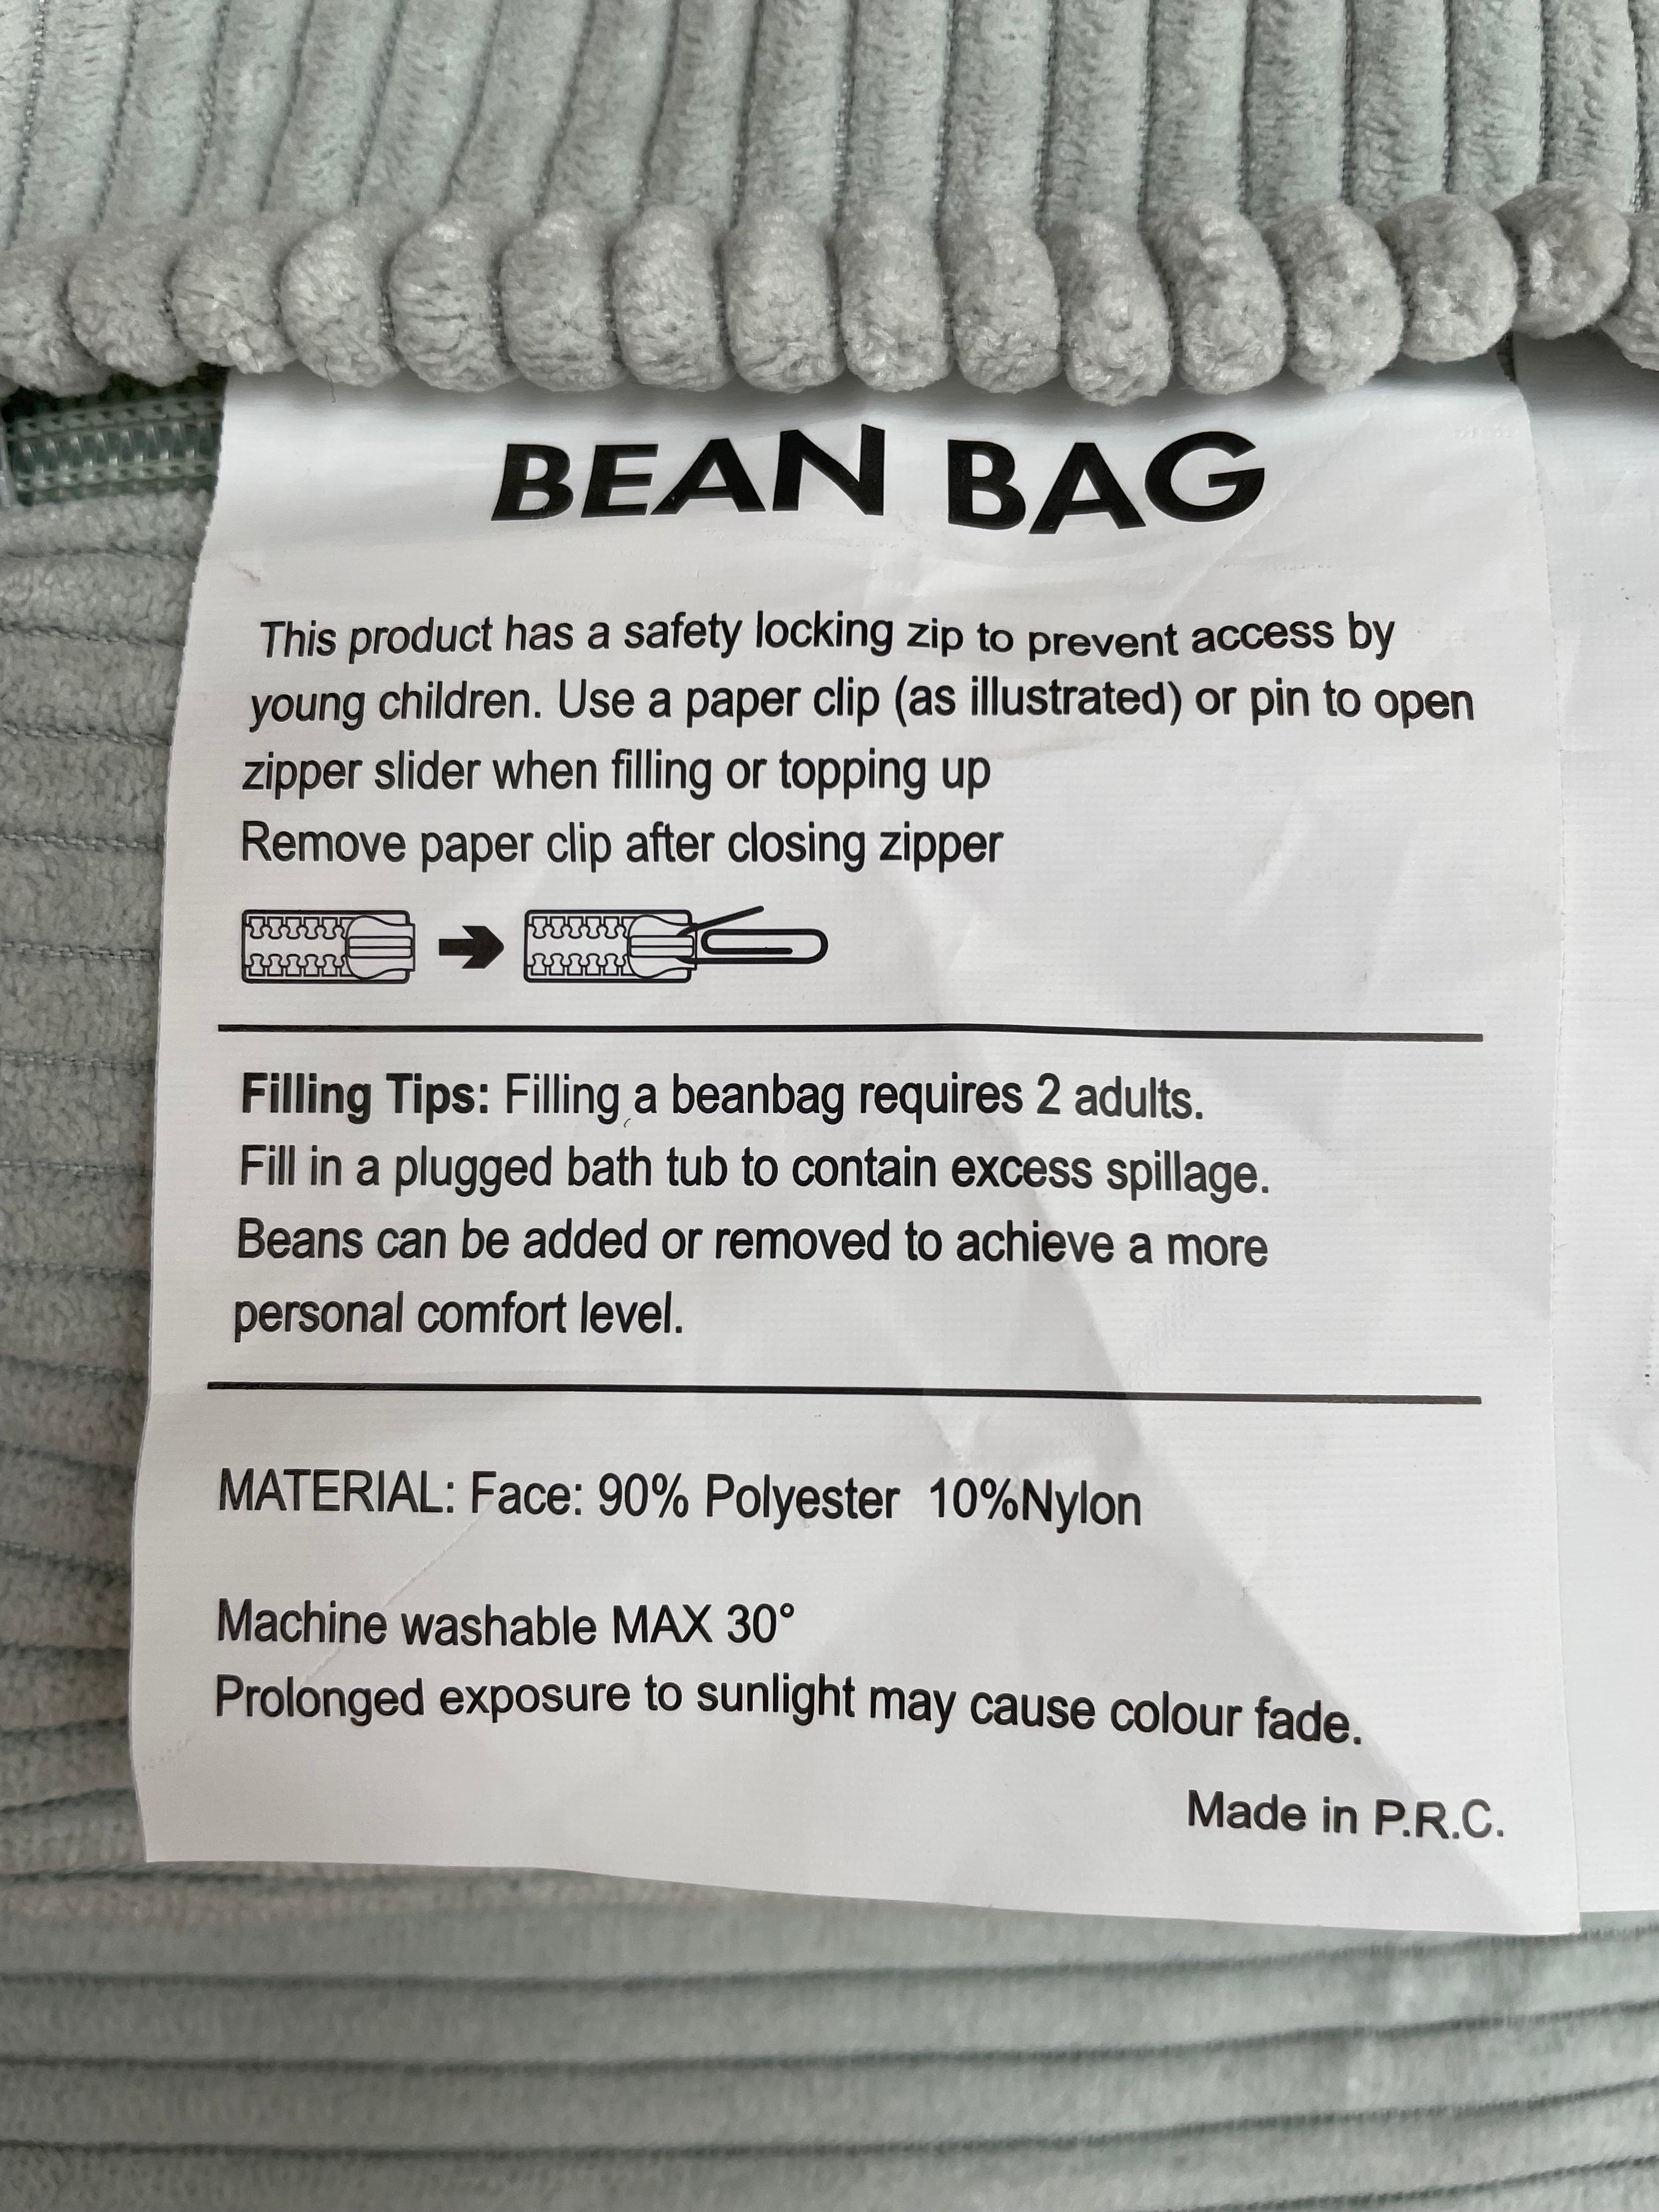 BEAN BAG
This product has a safety locking zip to prevent access by
young children. Use a paper clip (as illustrated) or pin to open
zipper slider when filling or topping up
Remove paper clip after closing zipper
Filling Tips: Filling a beanbag requires 2 adults.
Fill in a plugged bath tub to contain excess spillage.
Beans can be added or removed to achieve a more
personal comfort level.
MATERIAL: Face: 90% Polyester 10%Nylon
Machine washable MAX 30°
Prolonged exposure to sunlight may cause colour fade.
Made in P.R.C.